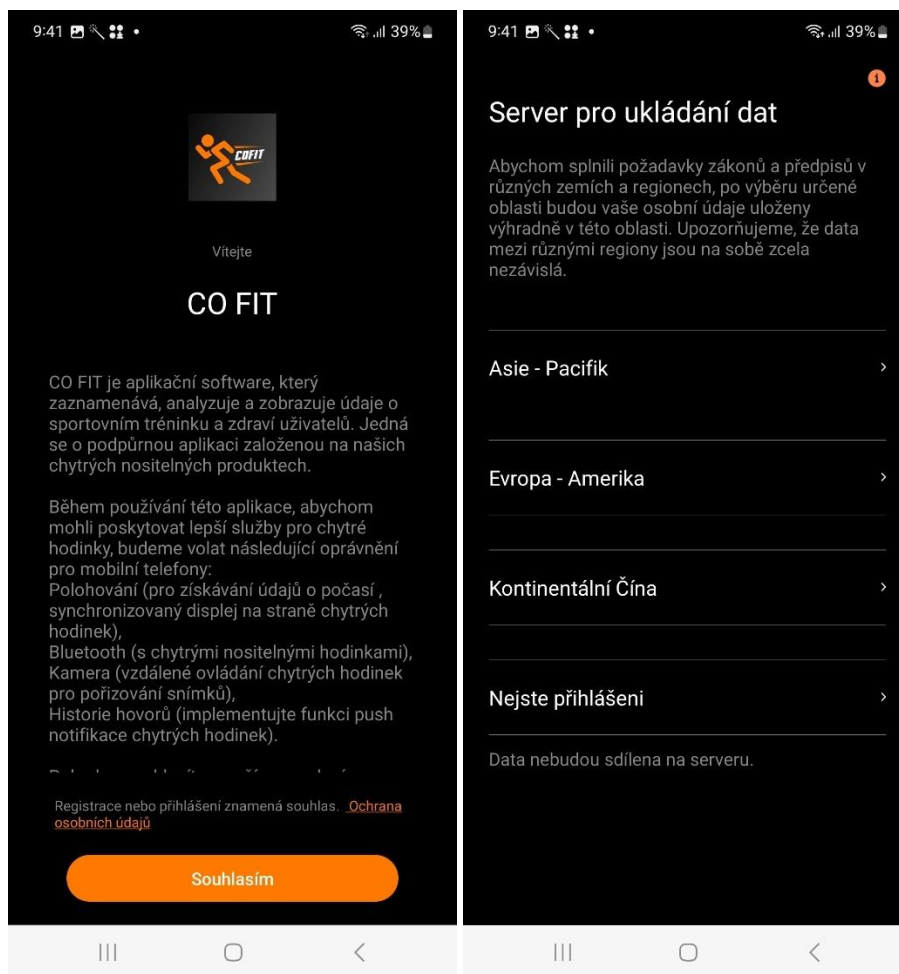 9:41
39%
COFIT
Vítejte
CO FIT
CO FIT je aplikační software, který
zaznamenává, analyzuje a zobrazuje údaje o
sportovním tréninku a zdraví uživatelů. Jedná
se o podpůrnou aplikaci založenou na našich
chytrých nositelných produktech.
Během používání této aplikace, abychom
mohli poskytovat lepší služby pro chytré
hodinky, budeme volat následující oprávnění
pro mobilní telefony:
Polohování (pro získávání údajů o počasí ,
synchronizovaný displej na straně chytrých
hodinek),
Bluetooth (s chytrými nositelnými hodinkami),
Kamera (vzdálené ovládání chytrých hodinek
pro pořizování snímků),
Historie hovorů (implementujte funkci push
notifikace chytrých hodinek).
Registrace nebo přihlášení znamená souhlas. Ochrana
osobních údajů
Souhlasím
9:41
39%
Server pro ukládání dat
Abychom splnili požadavky zákonů a předpisů v
různých zemích a regionech, po výběru určené
oblasti budou vaše osobní údaje uloženy
výhradně v této oblasti. Upozorňujeme, že data
mezi různými regiony jsou na sobě zcela
nezávislá.
Asie - Pacifik
Evropa - Amerika
Kontinentální Čína
Nejste přihlášeni
Data nebudou sdílena na serveru.